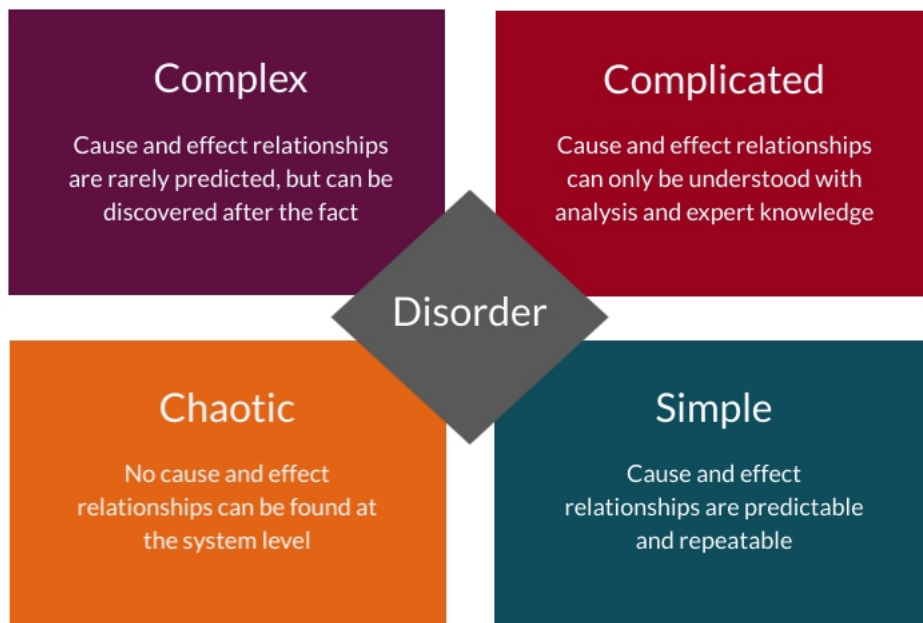 Complex
Cause and effect relationships
are rarely predicted, but can be
discovered after the fact
Complicated
Cause and effect relationships
can only be understood with
analysis and expert knowledge
Disorder
Chaotic
No cause and effect
relationships can be found at
the system level
Simple
Cause and effect
relationships are predictable
and repeatable